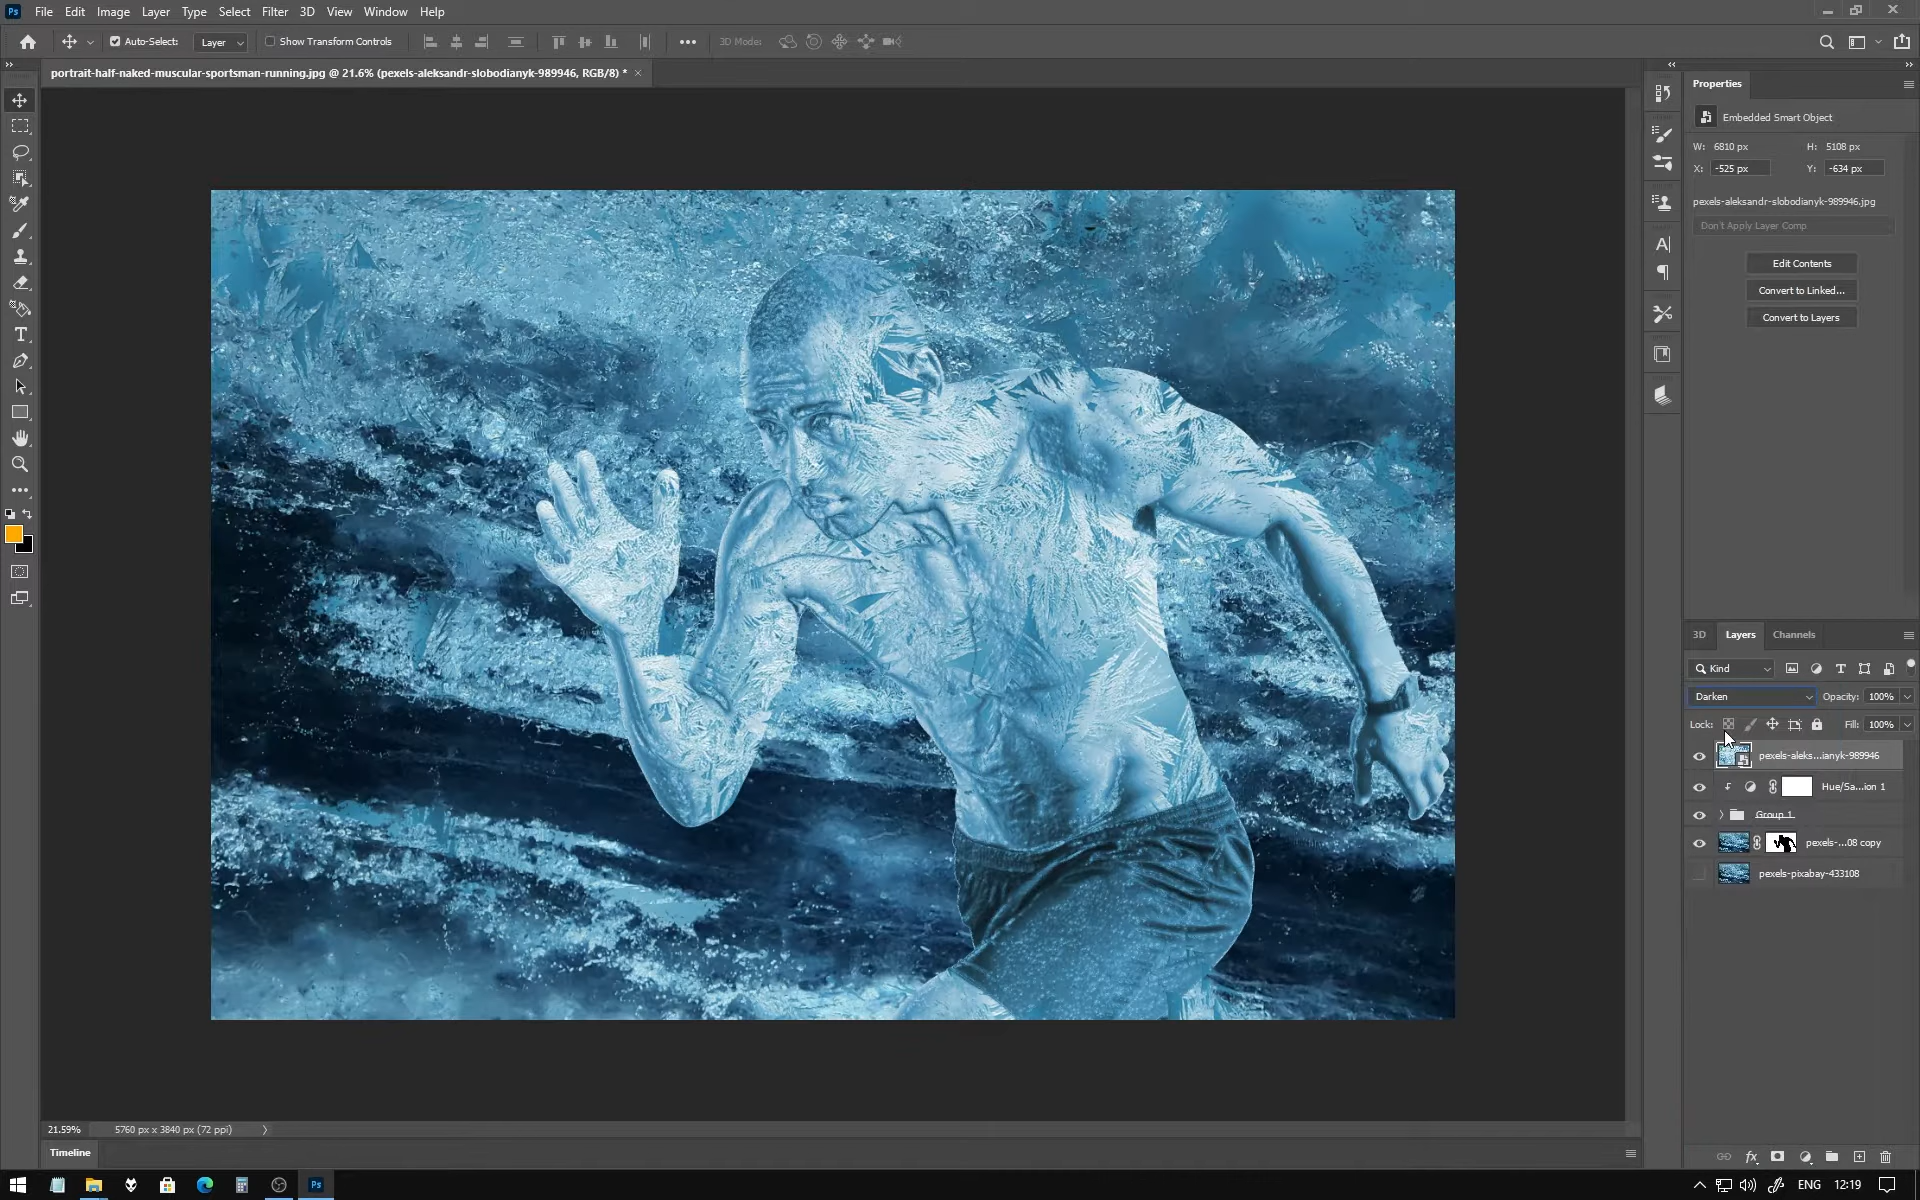 Ps File Edit Image Layer Type Select Filter 3D View Window Help
Auto-Select: Layer Show Transform Controls 3D Mode:
portrait-half-naked-muscular-sportsman-running.jpg @ 21.6% (pexels-aleksandr-slobodianyk-989946, RGB/8) *
Properties
Embedded Smart Object
W: 6810 px H: 5108 px
X: -525 px Y: -634 px
pexels-aleksandr-slobodianyk-989946.jpg
Don't Apply Layer Comp
Edit Contents
Convert to Linked...
Convert to Layers
3D Layers Channels
Kind
Darken Opacity: 100%
Lock: Fill: 100%
pexels-aleks...ianyk-989946
Hue/Sa...ion 1
Group 1
pexels-...08 copy
pexels-pixabay-433108
21.59% 5760 px x 3840 px (72 ppi)
Timeline
fx
Ps ENG 12:19